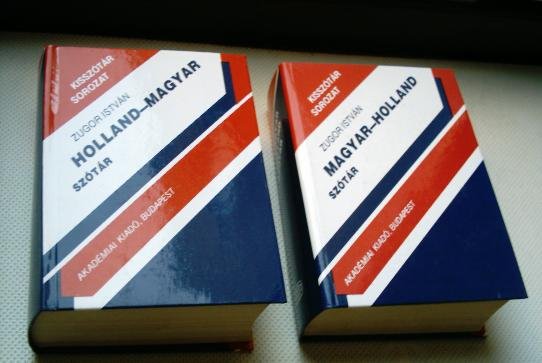 KISSZÓTÁR
SOROZAT
ZUGOR ISTVÁN
HOLLAND–MAGYAR
SZÓTÁR
AKADÉMIAI KIADÓ, BUDAPEST
KISSZÓTÁR
SOROZAT
ZUGOR ISTVÁN
MAGYAR–HOLLAND
SZÓTÁR
AKADÉMIAI KIADÓ, BUDAPEST